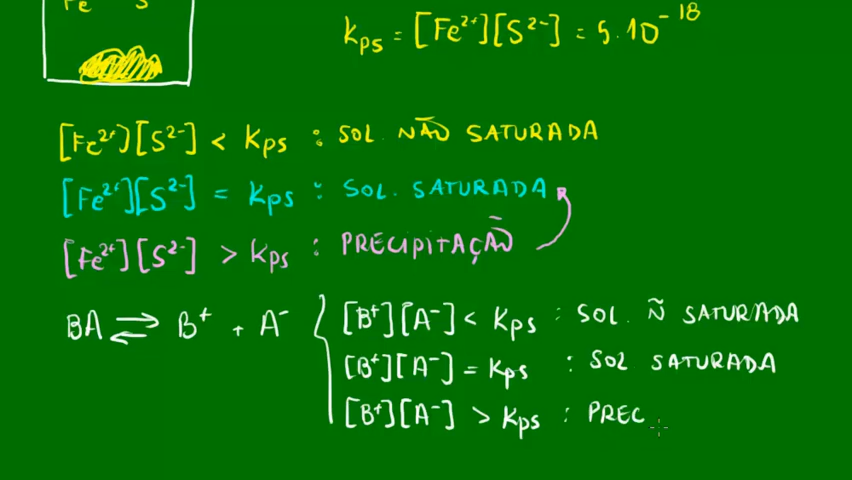 Fe S
Kps = [Fe²⁺][S²⁻] = 5.10⁻¹⁸
[Fe²⁺][S²⁻] < Kps : SOL. NÃO SATURADA
[Fe²⁺][S²⁻] = Kps : SOL. SATURADA
[Fe²⁺][S²⁻] > Kps : PRECIPITAÇÃO
BA ⇌ B⁺ + A⁻
[B⁺][A⁻] < Kps : SOL. Ñ SATURADA
[B⁺][A⁻] = Kps : SOL SATURADA
[B⁺][A⁻] > Kps : PREC